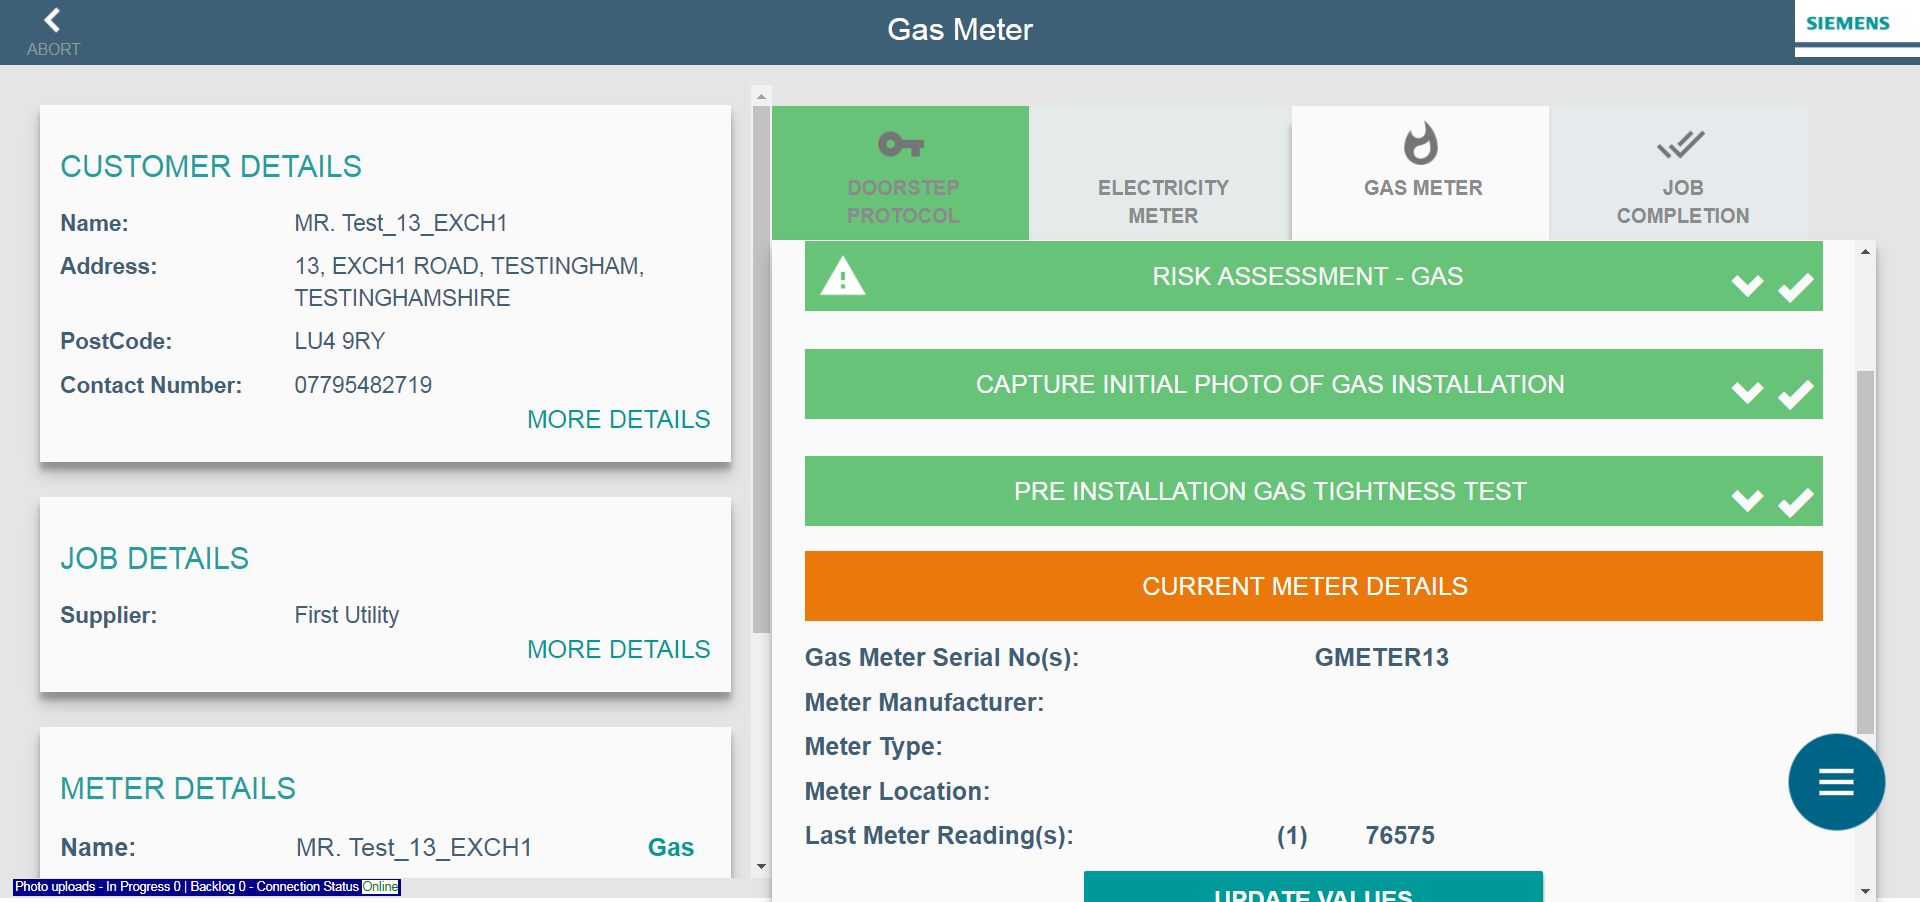 ABORT
Gas Meter
SIEMENS
CUSTOMER DETAILS
Name: MR. Test_13_EXCH1
Address: 13, EXCH1 ROAD, TESTINGHAM,
TESTINGHAMSHIRE
PostCode: LU4 9RY
Contact Number: 07795482719
MORE DETAILS
JOB DETAILS
Supplier: First Utility
MORE DETAILS
METER DETAILS
Name: MR. Test_13_EXCH1 Gas
Photo uploads - In Progress 0 | Backlog 0 - Connection Status Online
DOORSTEP
PROTOCOL
ELECTRICITY
METER
GAS METER
JOB
COMPLETION
RISK ASSESSMENT - GAS
CAPTURE INITIAL PHOTO OF GAS INSTALLATION
PRE INSTALLATION GAS TIGHTNESS TEST
CURRENT METER DETAILS
Gas Meter Serial No(s): GMETER13
Meter Manufacturer:
Meter Type:
Meter Location:
Last Meter Reading(s): (1) 76575
UPDATE VALUES